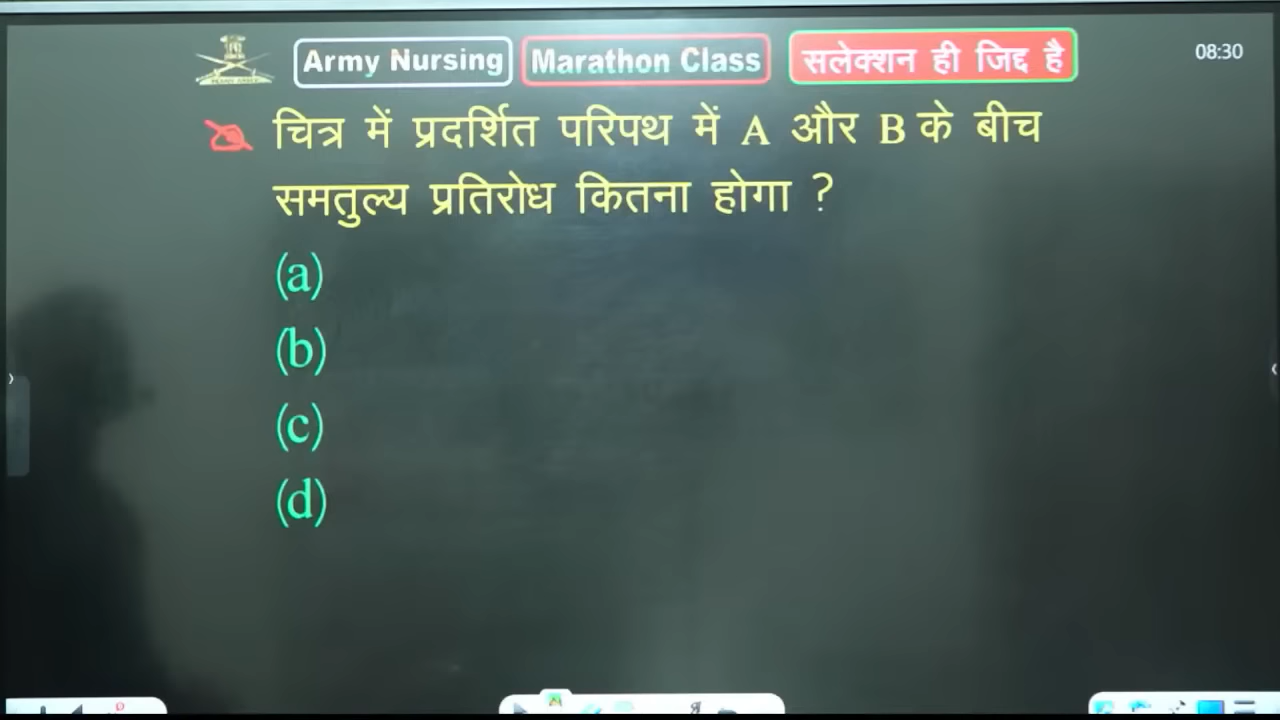 Army Nursing Marathon Class सलेक्शन ही जिद्द है 08:30
चित्र में प्रदर्शित परिपथ में A और B के बीच
समतुल्य प्रतिरोध कितना होगा ?
(a)
(b)
(c)
(d)